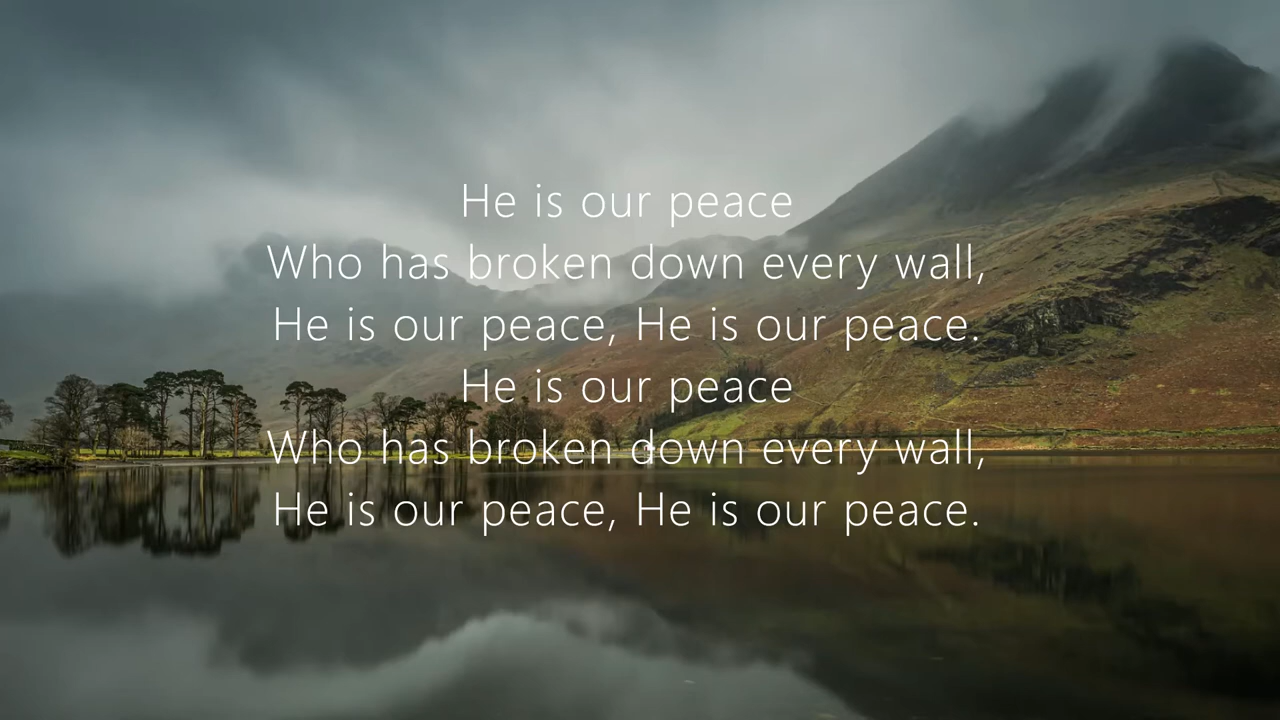 He is our peace
Who has broken down every wall,
He is our peace, He is our peace.
He is our peace
Who has broken down every wall,
He is our peace, He is our peace.